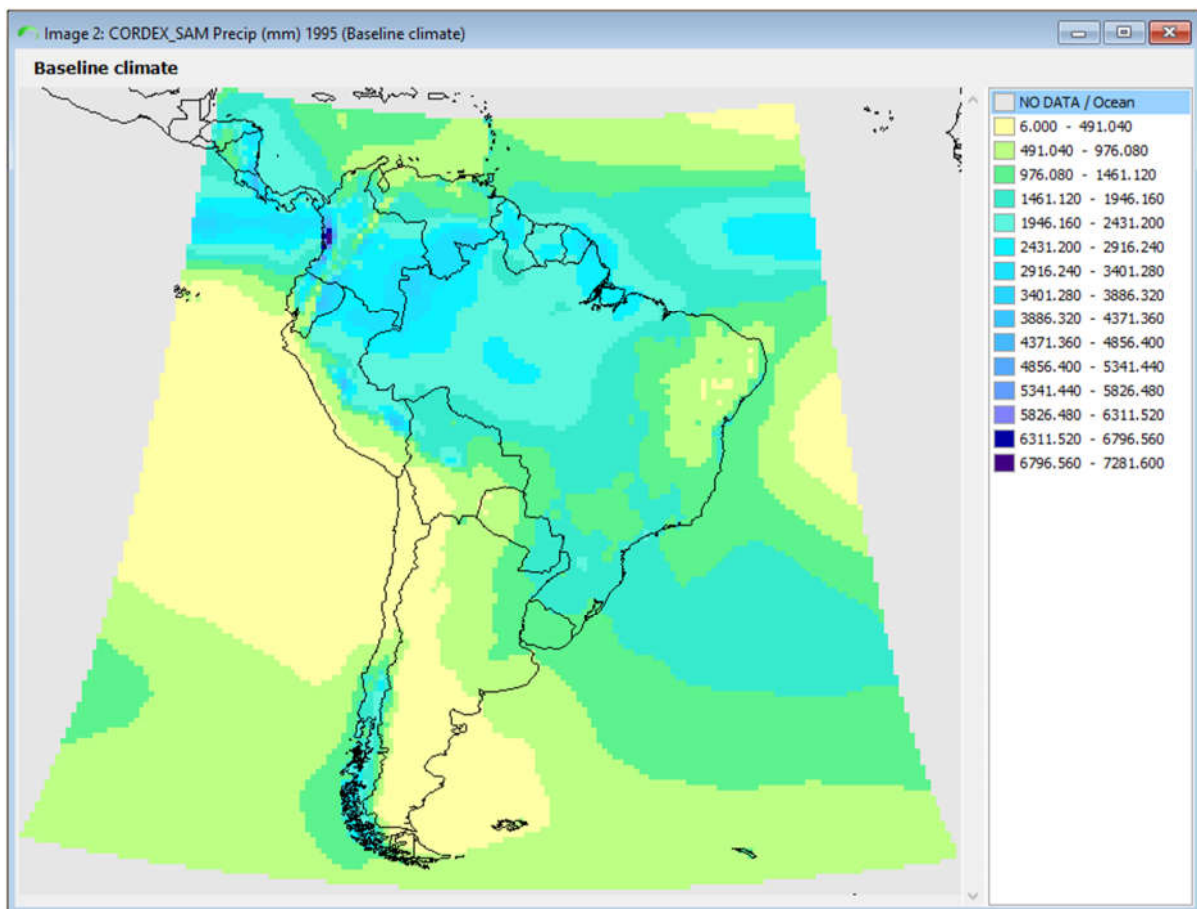 Image 2: CORDEX_SAM Precip (mm) 1995 (Baseline climate)
Baseline climate
NO DATA / Ocean
6.000 - 491.040
491.040 - 976.080
976.080 - 1461.120
1461.120 - 1946.160
1946.160 - 2431.200
2431.200 - 2916.240
2916.240 - 3401.280
3401.280 - 3886.320
3886.320 - 4371.360
4371.360 - 4856.400
4856.400 - 5341.440
5341.440 - 5826.480
5826.480 - 6311.520
6311.520 - 6796.560
6796.560 - 7281.600